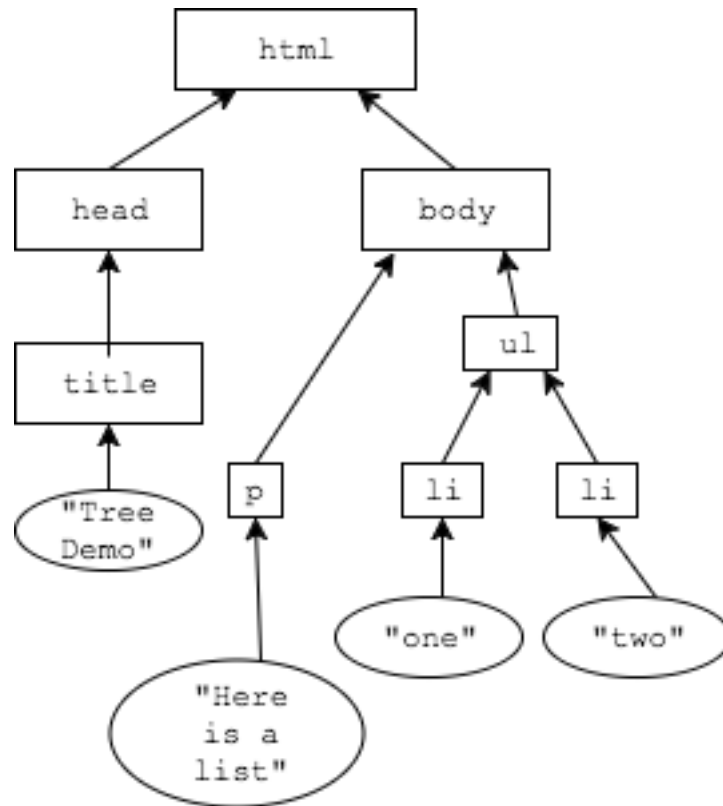 html
head
body
ul
title
p
li
li
"Tree
Demo"
"one"
"two"
"Here
is a
list"